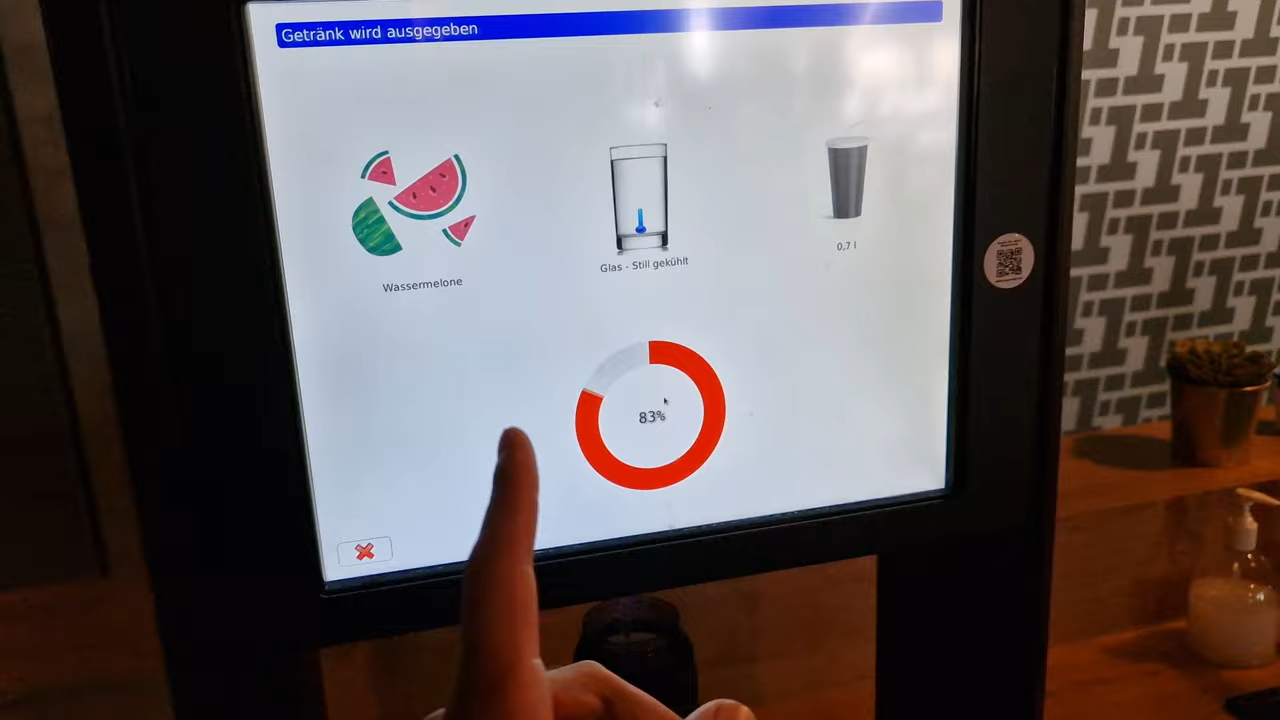 Getränk wird ausgegeben
Wassermelone
Glas - Still gekühlt
0,7 l
83%